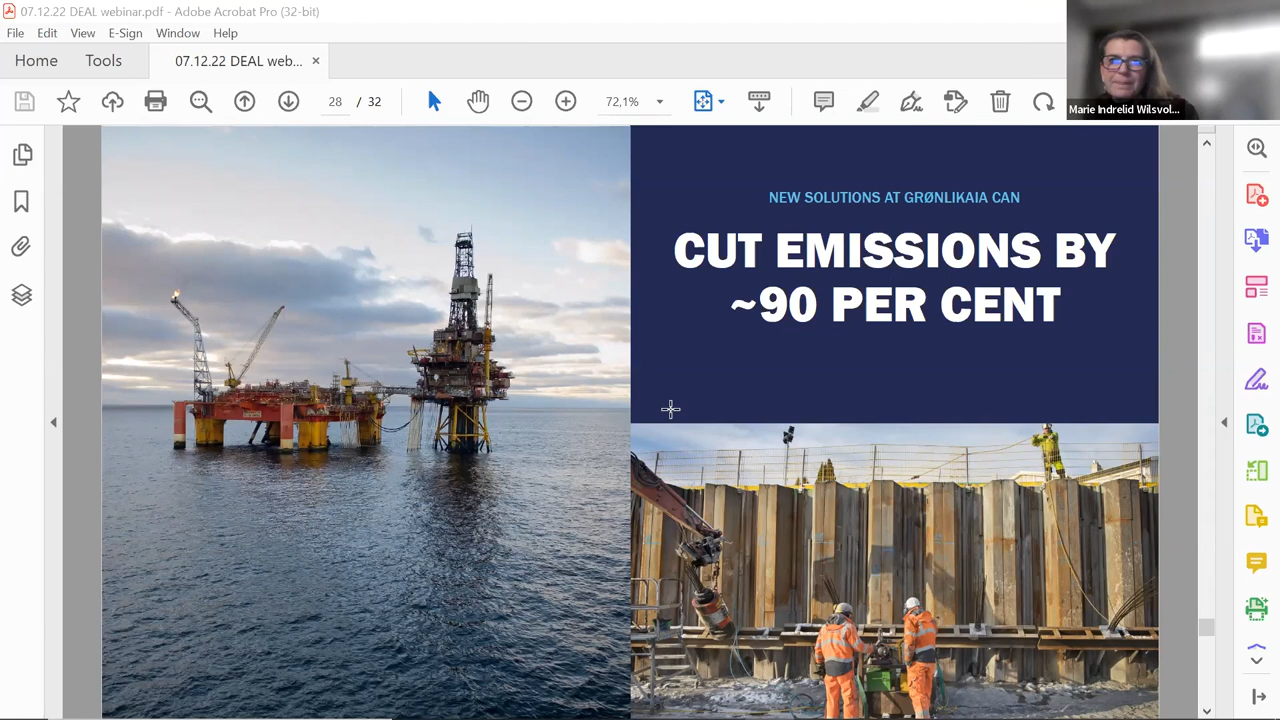 07.12.22 DEAL webinar.pdf - Adobe Acrobat Pro (32-bit)
File Edit View E-Sign Window Help
Home Tools 07.12.22 DEAL web... ×
28 / 32 72,1%
Marie Indrelid Wilsvol...
NEW SOLUTIONS AT GRØNLIKAIA CAN
CUT EMISSIONS BY
~90 PER CENT